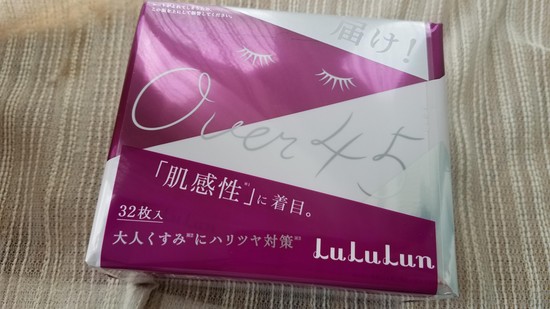 届け!
Over 45
「肌感性」に着目。
32枚入
大人くすみにハリツヤ対策
LuLuLun